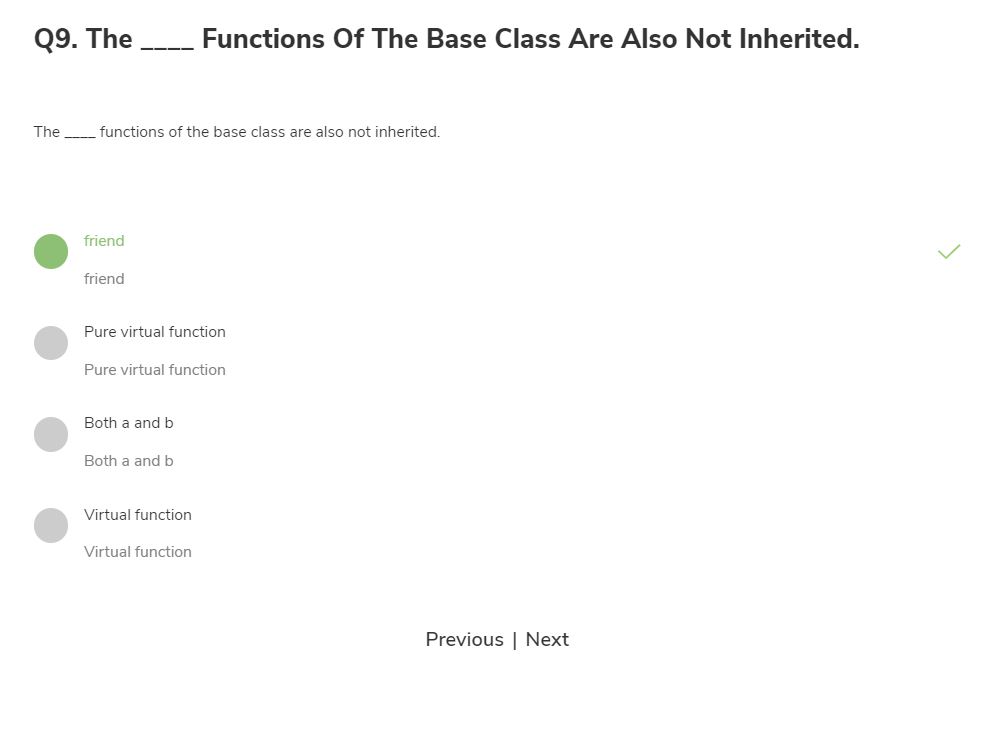 Q9. The ____ Functions Of The Base Class Are Also Not Inherited.
The ____ functions of the base class are also not inherited.
friend
friend
Pure virtual function
Pure virtual function
Both a and b
Both a and b
Virtual function
Virtual function
Previous | Next